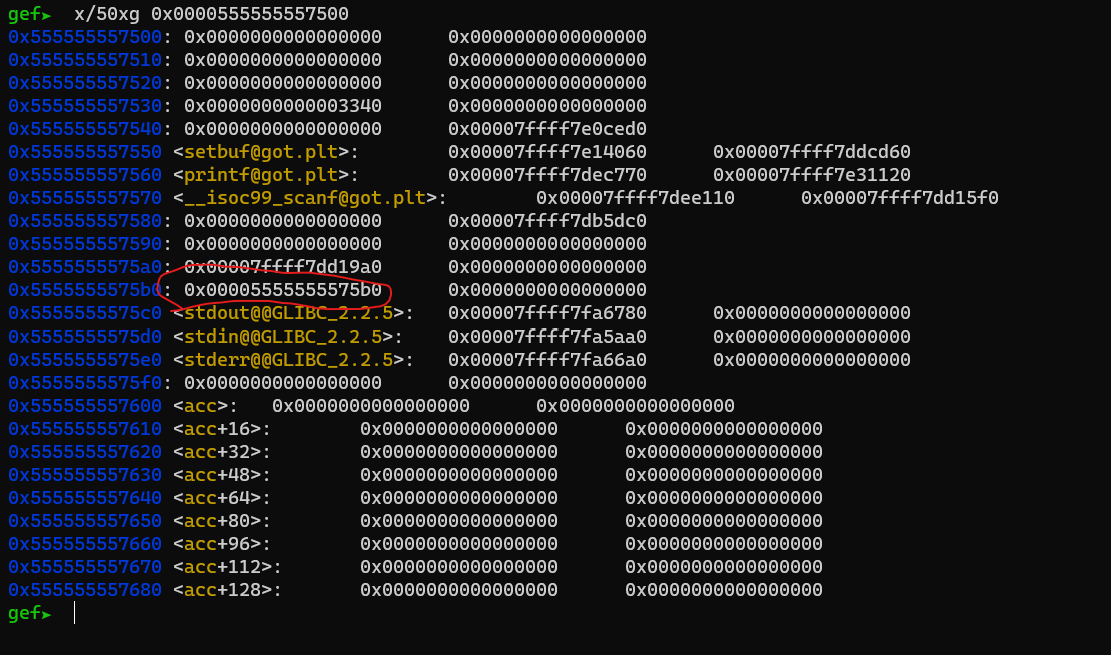 gef➤  x/50xg 0x0000555555557500
0x555555557500: 0x0000000000000000 0x0000000000000000
0x555555557510: 0x0000000000000000 0x0000000000000000
0x555555557520: 0x0000000000000000 0x0000000000000000
0x555555557530: 0x0000000000003340 0x0000000000000000
0x555555557540: 0x0000000000000000 0x00007ffff7e0ced0
0x555555557550 <setbuf@got.plt>: 0x00007ffff7e14060 0x00007ffff7ddcd60
0x555555557560 <printf@got.plt>: 0x00007ffff7dec770 0x00007ffff7e31120
0x555555557570 <__isoc99_scanf@got.plt>: 0x00007ffff7dee110 0x00007ffff7dd15f0
0x555555557580: 0x0000000000000000 0x00007ffff7db5dc0
0x555555557590: 0x0000000000000000 0x0000000000000000
0x5555555575a0: 0x00007ffff7dd19a0 0x0000000000000000
0x5555555575b0: 0x00005555555575b0 0x0000000000000000
0x5555555575c0 <stdout@@GLIBC_2.2.5>: 0x00007ffff7fa6780 0x0000000000000000
0x5555555575d0 <stdin@@GLIBC_2.2.5>: 0x00007ffff7fa5aa0 0x0000000000000000
0x5555555575e0 <stderr@@GLIBC_2.2.5>: 0x00007ffff7fa66a0 0x0000000000000000
0x5555555575f0: 0x0000000000000000 0x0000000000000000
0x555555557600 <acc>: 0x0000000000000000 0x0000000000000000
0x555555557610 <acc+16>: 0x0000000000000000 0x0000000000000000
0x555555557620 <acc+32>: 0x0000000000000000 0x0000000000000000
0x555555557630 <acc+48>: 0x0000000000000000 0x0000000000000000
0x555555557640 <acc+64>: 0x0000000000000000 0x0000000000000000
0x555555557650 <acc+80>: 0x0000000000000000 0x0000000000000000
0x555555557660 <acc+96>: 0x0000000000000000 0x0000000000000000
0x555555557670 <acc+112>: 0x0000000000000000 0x0000000000000000
0x555555557680 <acc+128>: 0x0000000000000000 0x0000000000000000
gef➤